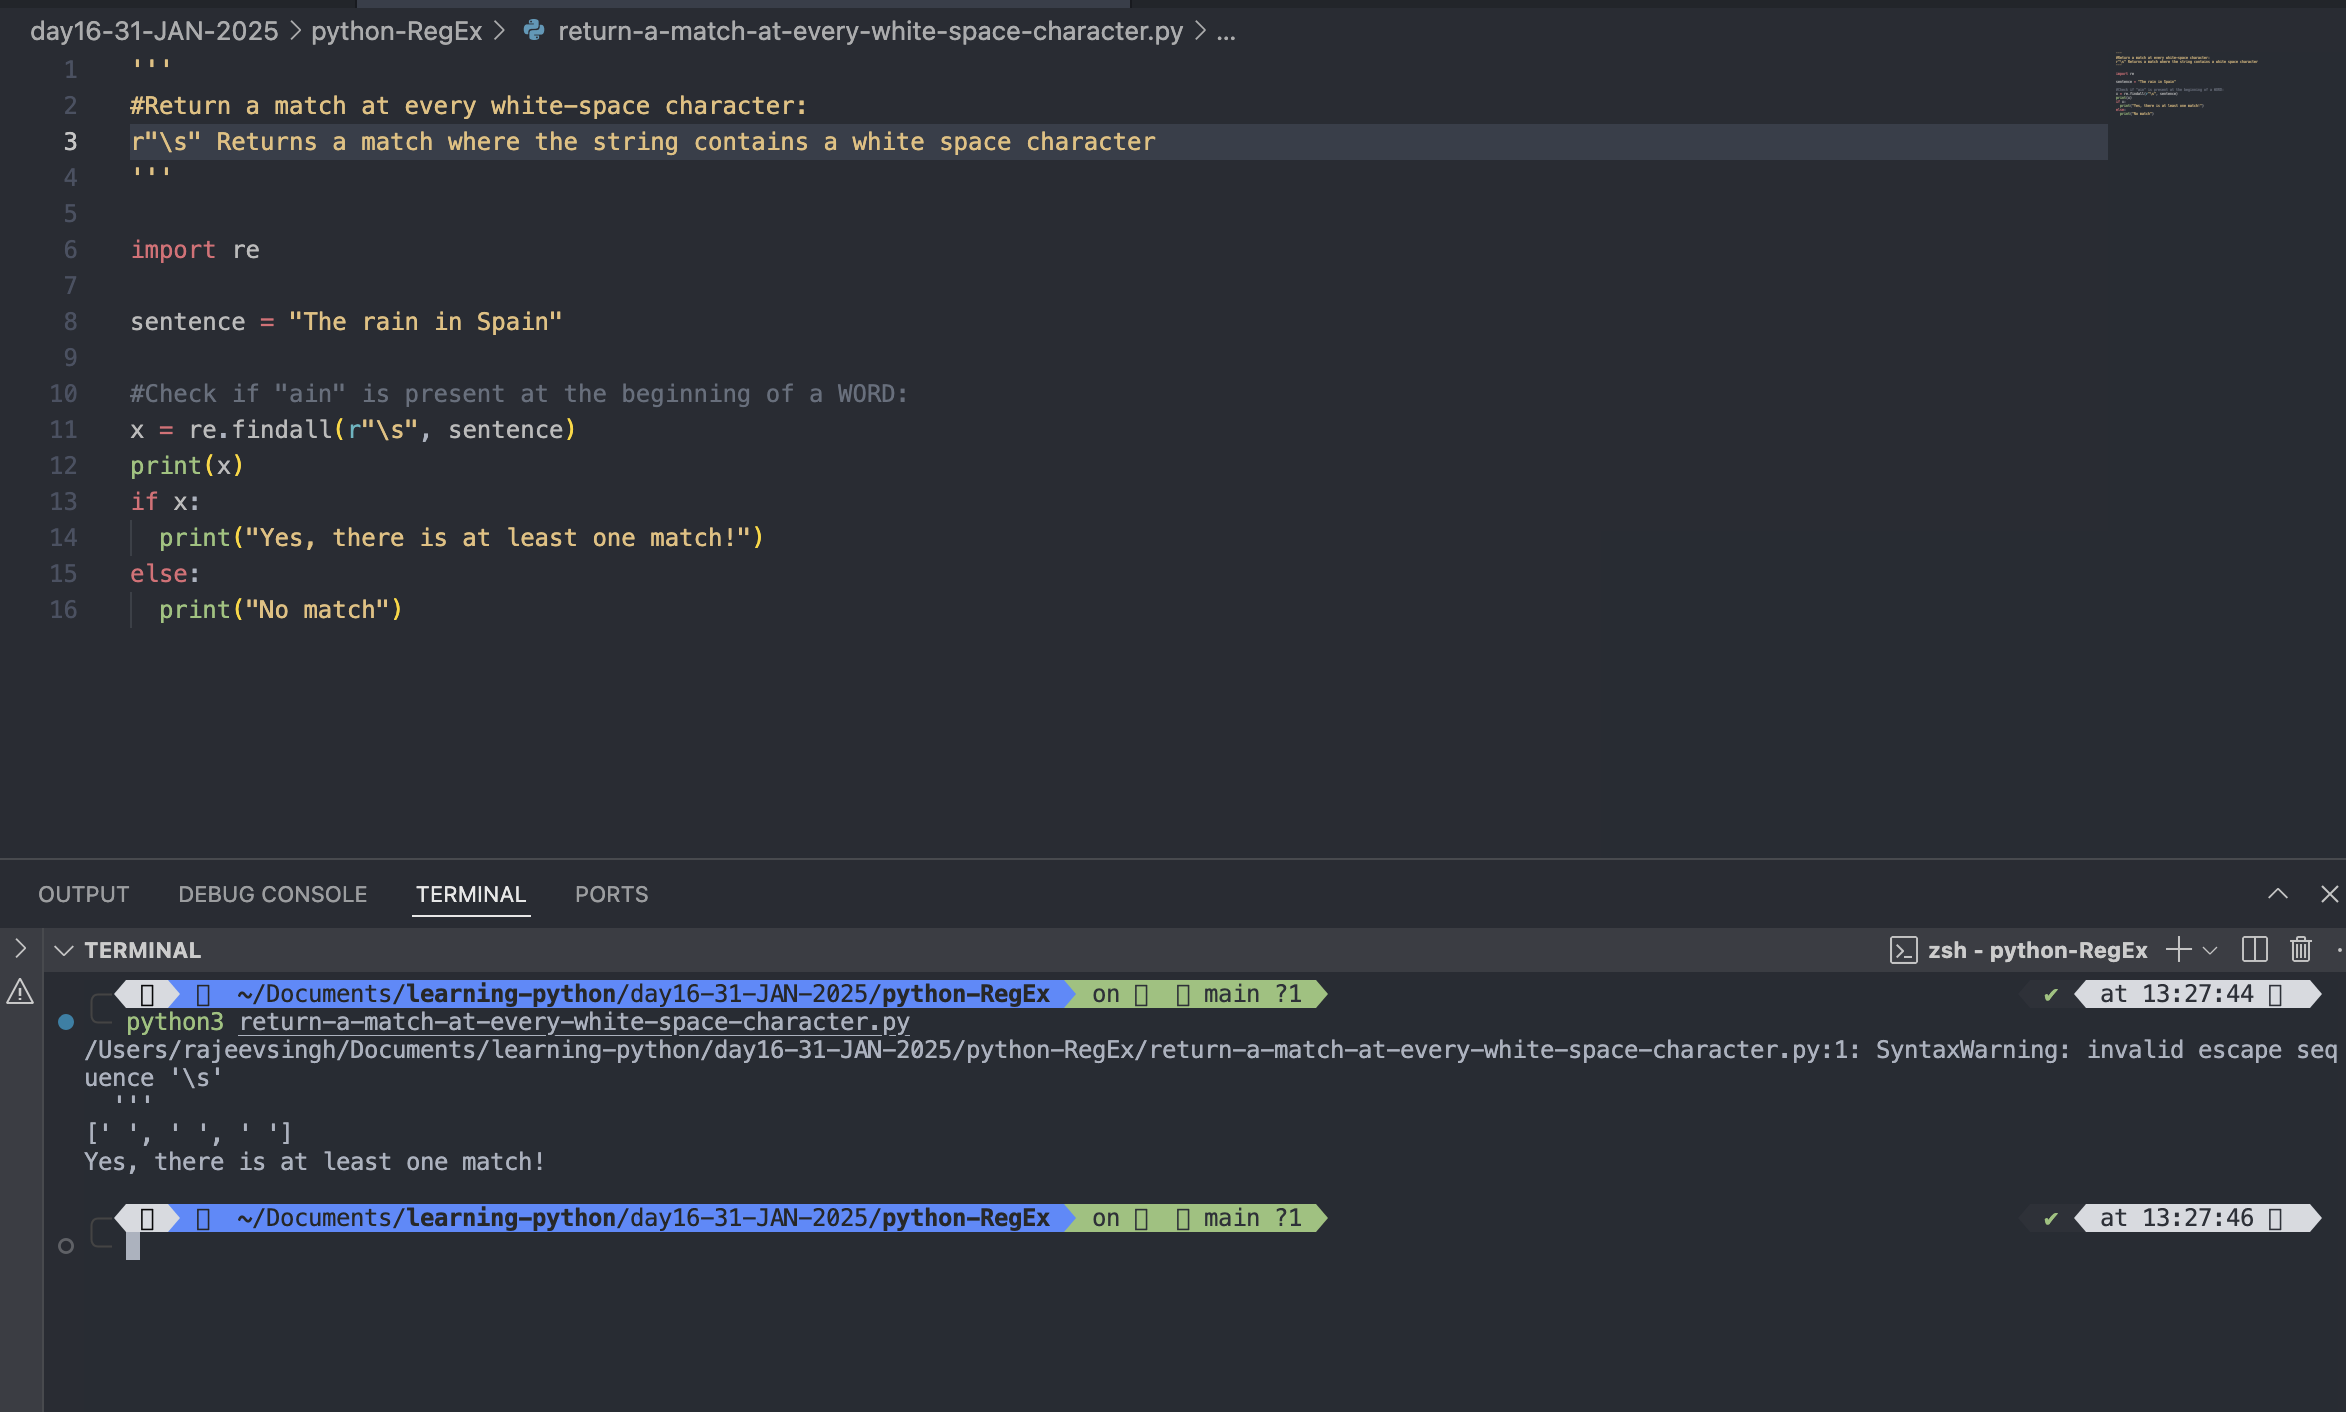 day16-31-JAN-2025 > python-RegEx > return-a-match-at-every-white-space-character.py > ...
1 '''
2 #Return a match at every white-space character:
3 r"\s" Returns a match where the string contains a white space character
4 '''
5
6 import re
7
8 sentence = "The rain in Spain"
9
10 #Check if "ain" is present at the beginning of a WORD:
11 x = re.findall(r"\s", sentence)
12 print(x)
13 if x:
14   print("Yes, there is at least one match!")
15 else:
16   print("No match")
OUTPUT DEBUG CONSOLE TERMINAL PORTS
TERMINAL zsh - python-RegEx
~/Documents/learning-python/day16-31-JAN-2025/python-RegEx on main ?1 ✔ at 13:27:44
python3 return-a-match-at-every-white-space-character.py
/Users/rajeevsingh/Documents/learning-python/day16-31-JAN-2025/python-RegEx/return-a-match-at-every-white-space-character.py:1: SyntaxWarning: invalid escape seq
uence '\s'
  '''
[' ', ' ', ' ']
Yes, there is at least one match!
~/Documents/learning-python/day16-31-JAN-2025/python-RegEx on main ?1 ✔ at 13:27:46